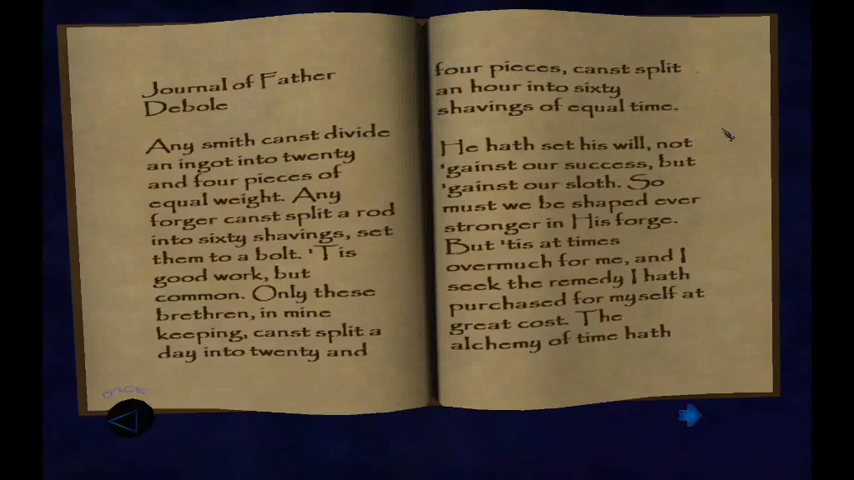 Journal of Father
Debole
Any smith canst divide
an ingot into twenty
and four pieces of
equal weight. Any
forger canst split a rod
into sixty shavings, set
them to a bolt. 'Tis
good work, but
common. Only these
brethren, in mine
keeping, canst split a
day into twenty and
four pieces, canst split
an hour into sixty
shavings of equal time.
He hath set his will, not
'gainst our success, but
'gainst our sloth. So
must we be shaped ever
stronger in His forge.
But 'tis at times
overmuch for me, and I
seek the remedy I hath
purchased for myself at
great cost. The
alchemy of time hath